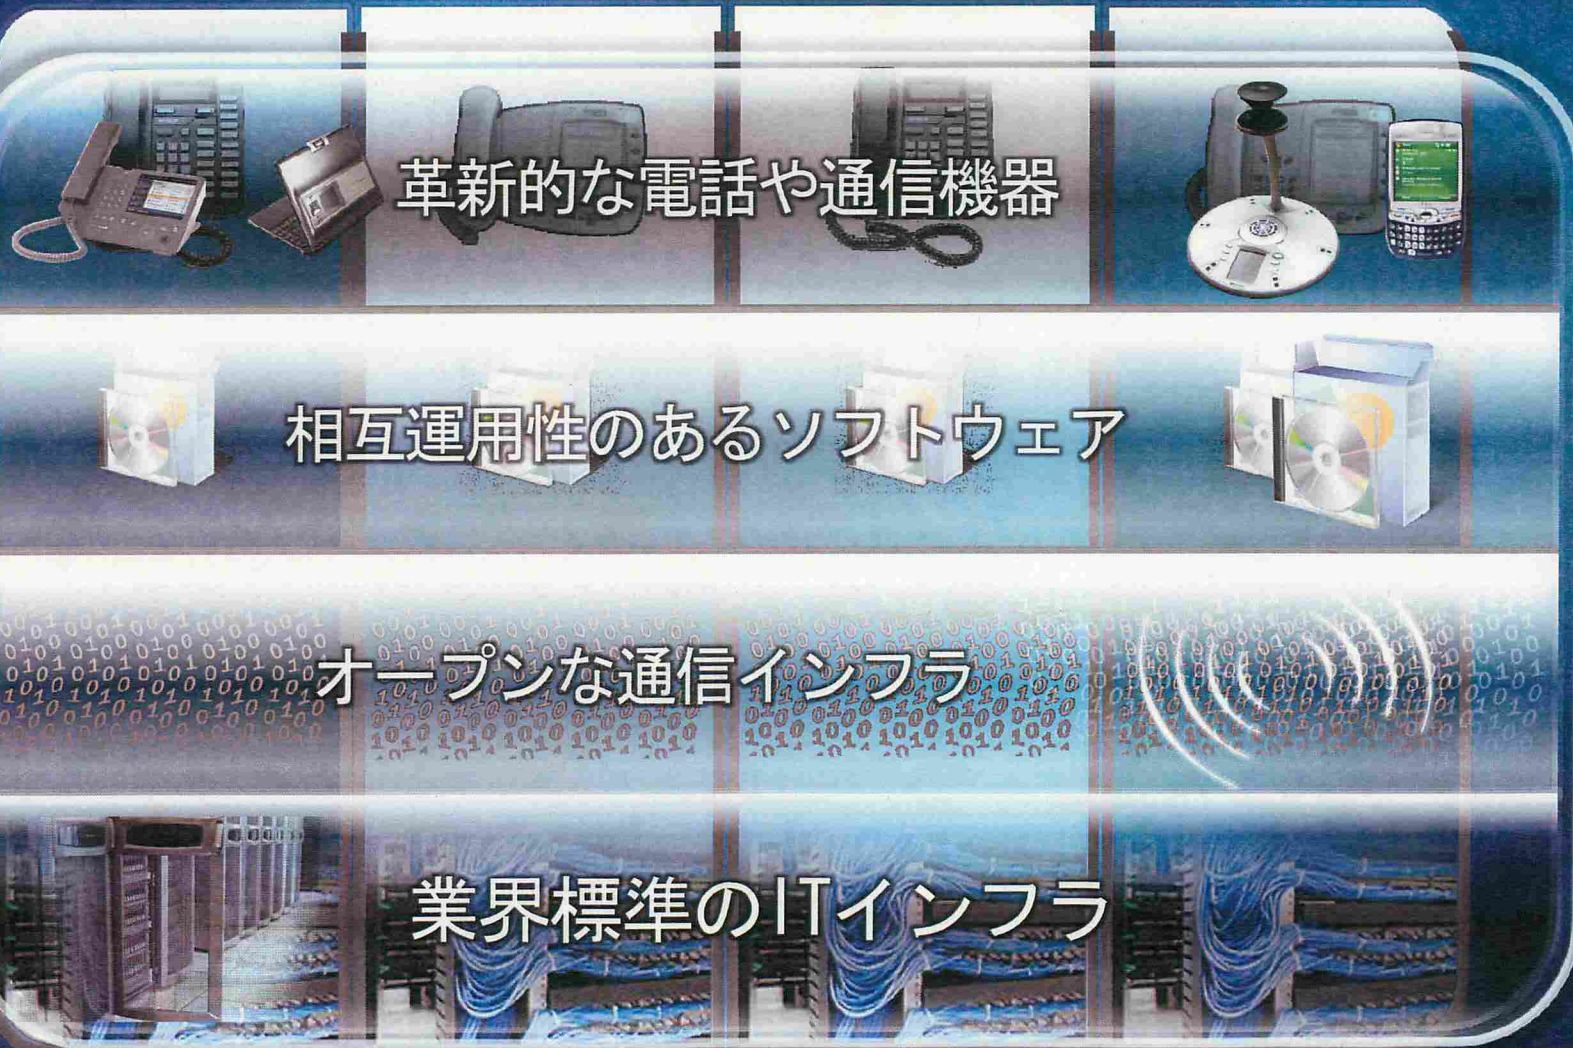 革新的な電話や通信機器
相互運用性のあるソフトウェア
オープンな通信インフラ
業界標準のITインフラ